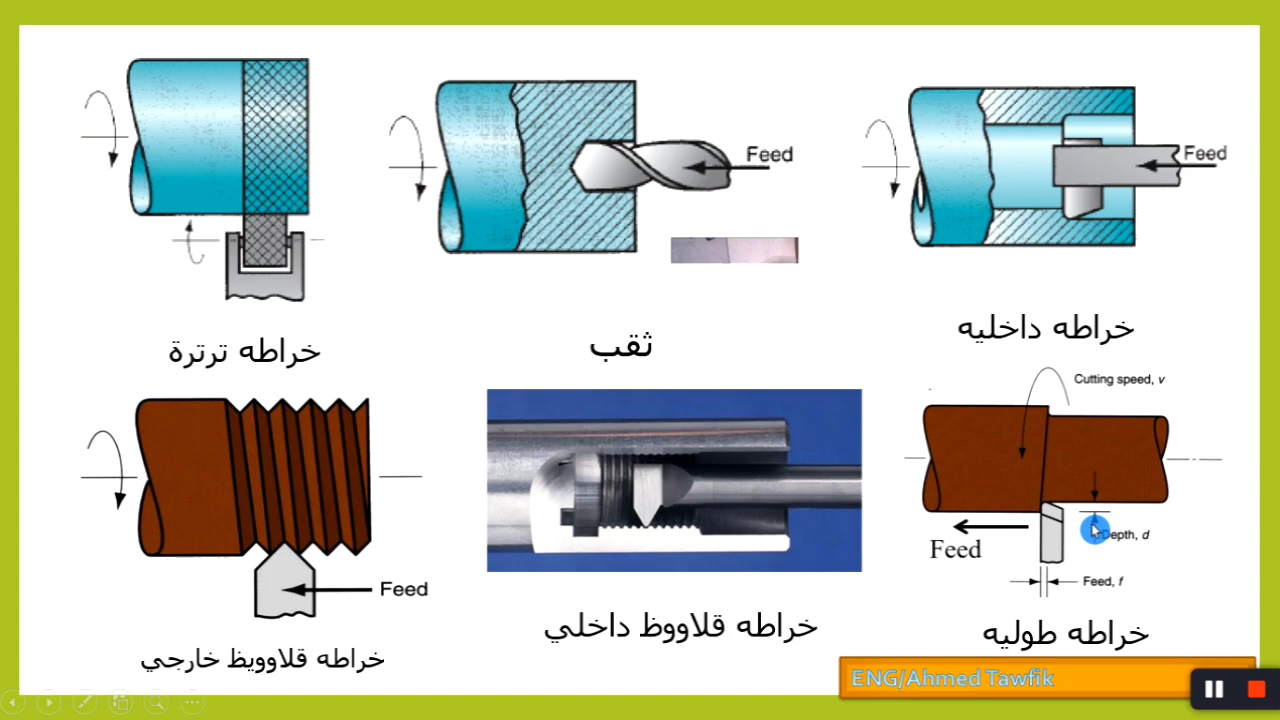 Feed
Feed
خراطه ترترة
ثقب
خراطه داخليه
Cutting speed, v
Depth, d
Feed
Feed, f
Feed
خراطه قلاوويظ خارجي
خراطه قلاووظ داخلي
خراطه طوليه
ENG/Ahmed Tawfik